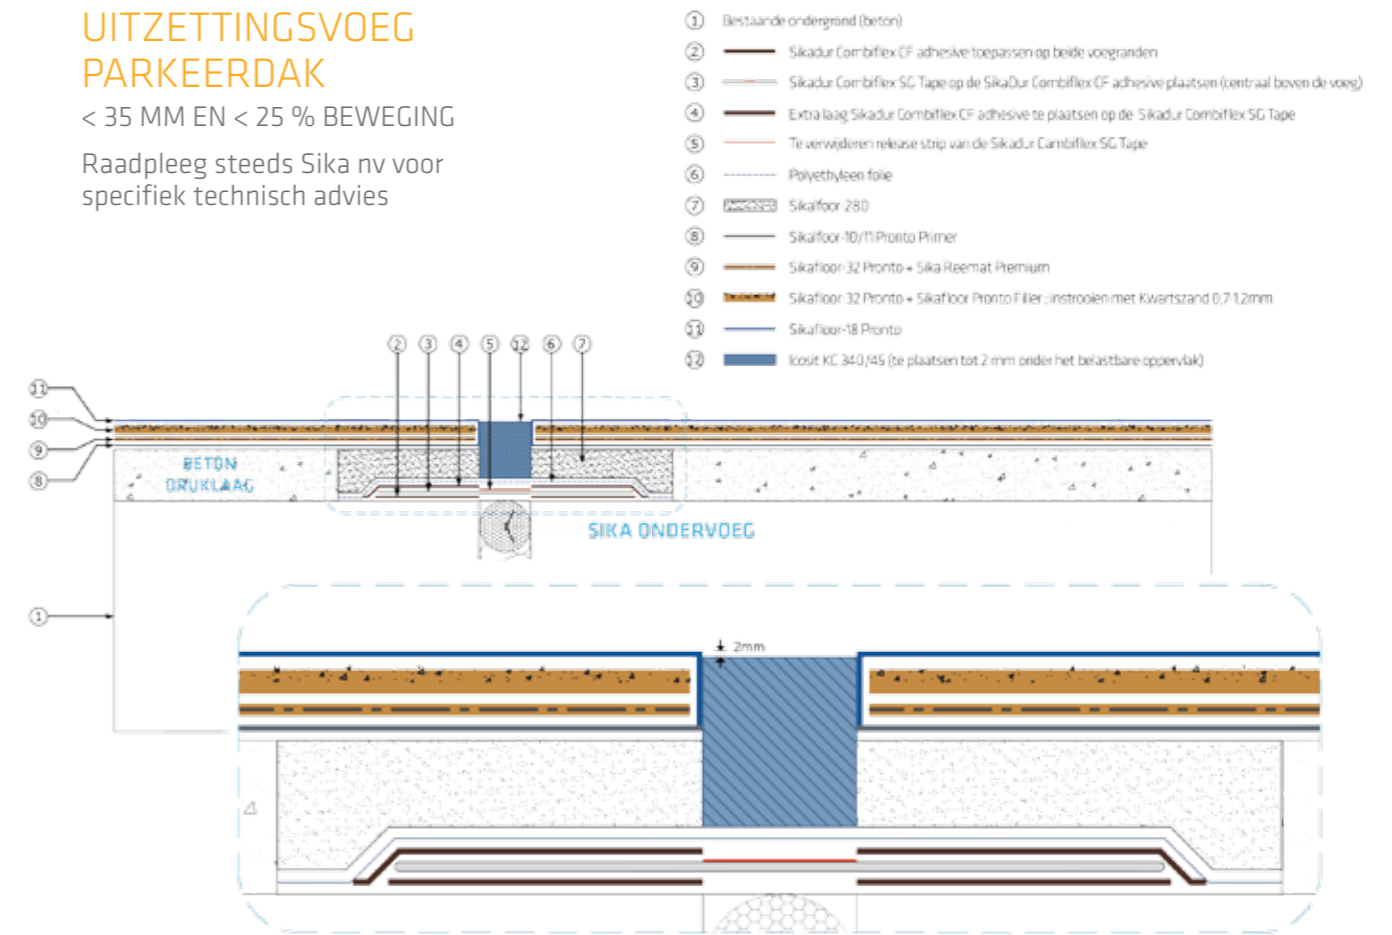 UITZETTINGSVOEG
PARKEERDAK
< 35 MM EN < 25 % BEWEGING
Raadpleeg steeds Sika nv voor
specifiek technisch advies
1 Bestaande ondergrond (beton)
2 Sikadur Combiflex CF adhesive toepassen op beide voegranden
3 Sikadur Combiflex SG Tape op de SikaDur Combiflex CF adhesive plaatsen (centraal boven de voeg)
4 Extra laag Sikadur Combiflex CF adhesive te plaatsen op de Sikadur Combiflex SG Tape
5 Te verwijderen release strip van de Sikadur Combiflex SG Tape
6 Polyethyleen folie
7 Sikalfoor-280
8 Sikalfoor-10/11 Pronto Primer
9 Sikafloor-32 Pronto + Sika Reemat Premium
10 Sikafloor-32 Pronto + Sikafloor Pronto Filler ; instrooien met Kwartszand 0,7-1,2mm
11 Sikafloor-18 Pronto
12 Icosit KC 340/45 (te plaatsen tot 2 mm onder het belastbare oppervlak)
2 3 4 5 12 6 7
11
10
9
8
BETON
DRUKLAAG
SIKA ONDERVOEG
1
2mm